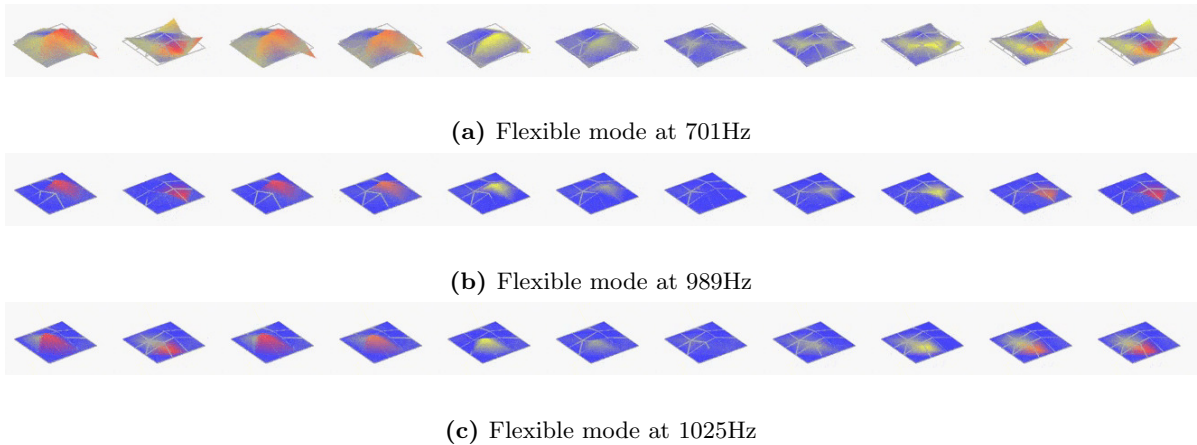 (a) Flexible mode at 701Hz
(b) Flexible mode at 989Hz
(c) Flexible mode at 1025Hz